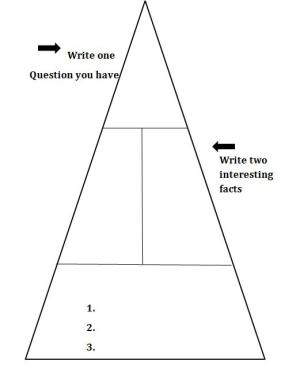 Write one
Question you have
Write two
interesting
facts
1.
2.
3.